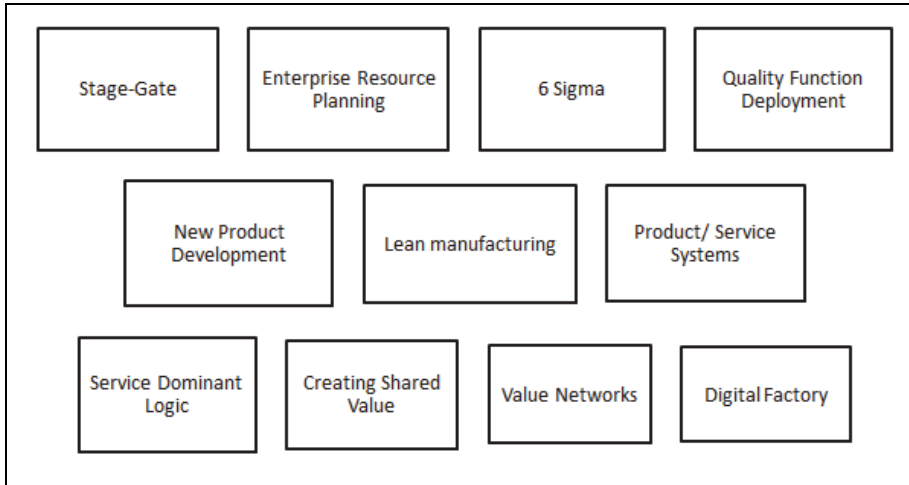 Stage-Gate
Enterprise Resource
Planning
6 Sigma
Quality Function
Deployment
New Product
Development
Lean manufacturing
Product/ Service
Systems
Service Dominant
Logic
Creating Shared
Value
Value Networks
Digital Factory